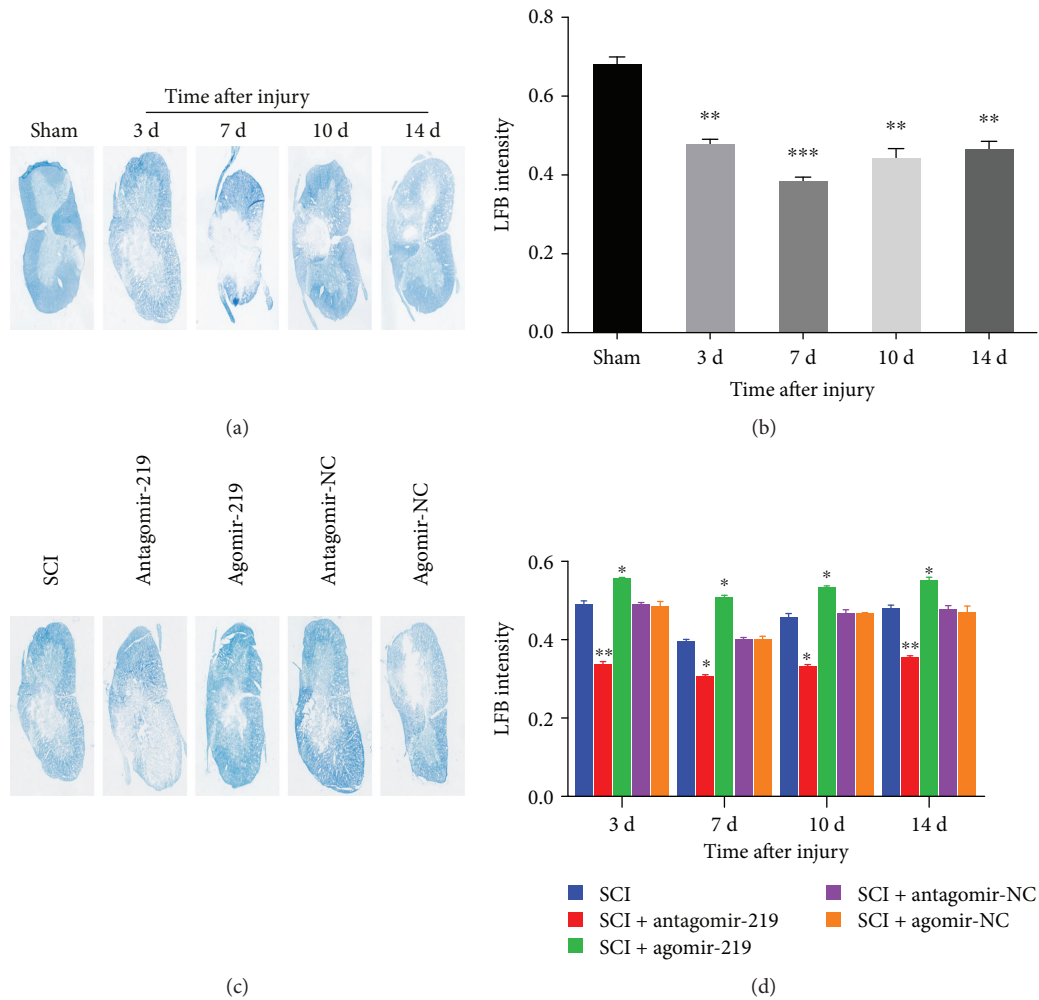 Time after injury
Sham 3 d 7 d 10 d 14 d
(a)
0.8
0.6
0.4
0.2
0.0
LFB intensity
** *** ** **
Sham 3 d 7 d 10 d 14 d
Time after injury
(b)
SCI
Antagomir-219
Agomir-219
Antagomir-NC
Agomir-NC
(c)
0.6
0.4
0.2
0.0
LFB intensity
* * * *
** * * **
3 d 7 d 10 d 14 d
Time after injury
SCI
SCI + antagomir-219
SCI + agomir-219
SCI + antagomir-NC
SCI + agomir-NC
(d)